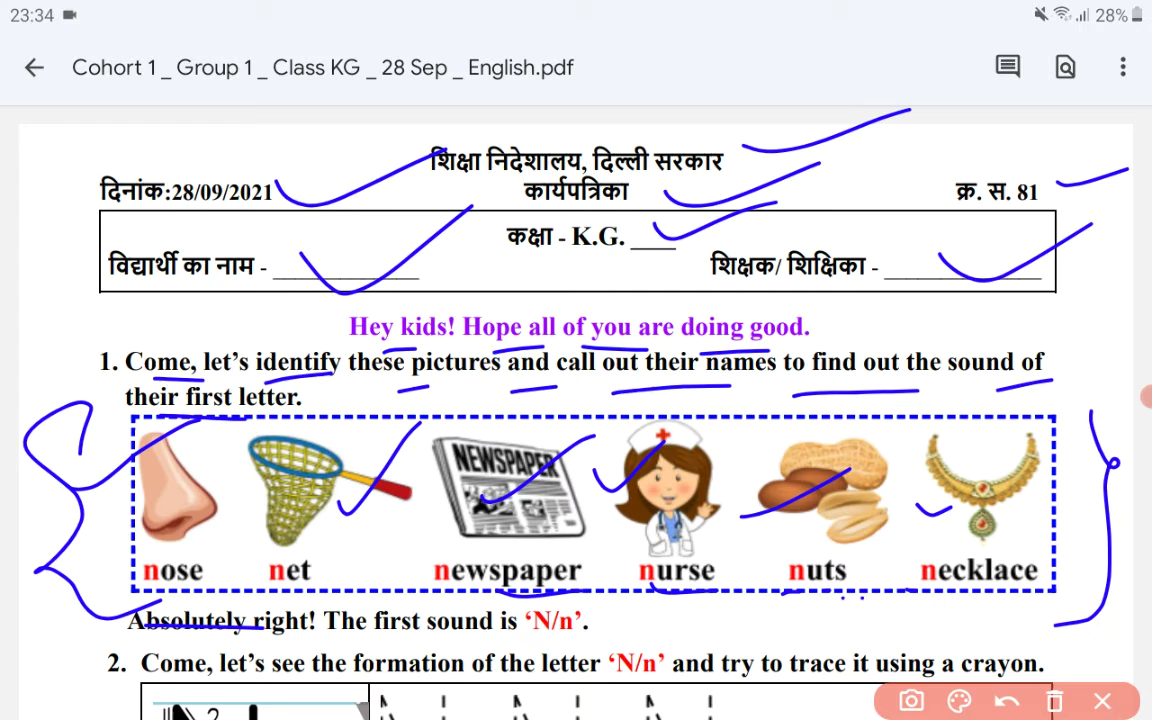 23:34
28%
Cohort 1 _ Group 1 _ Class KG _ 28 Sep _ English.pdf
शिक्षा निदेशालय, दिल्ली सरकार
दिनांक:28/09/2021 कार्यपत्रिका क्र. स. 81
कक्षा - K.G. ____
विद्यार्थी का नाम - ____________ शिक्षक/ शिक्षिका - ____________
Hey kids! Hope all of you are doing good.
1. Come, let's identify these pictures and call out their names to find out the sound of
their first letter.
NEWSPAPER
nose net newspaper nurse nuts necklace
Absolutely right! The first sound is ‘N/n’.
2. Come, let's see the formation of the letter ‘N/n’ and try to trace it using a crayon.